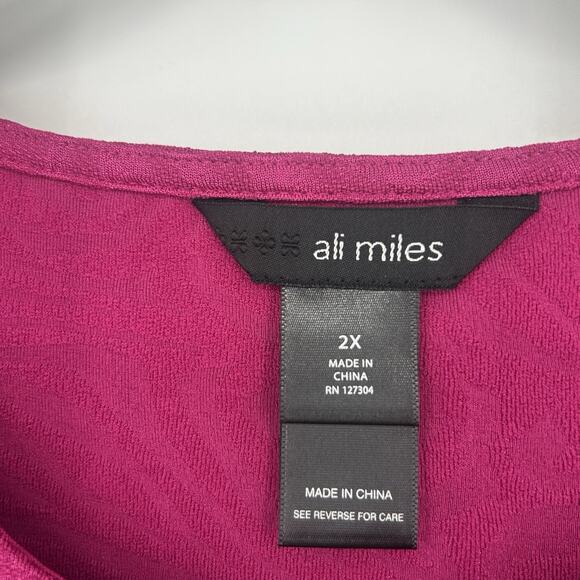 ali miles
2X
MADE IN
CHINA
RN 127304
MADE IN CHINA
SEE REVERSE FOR CARE